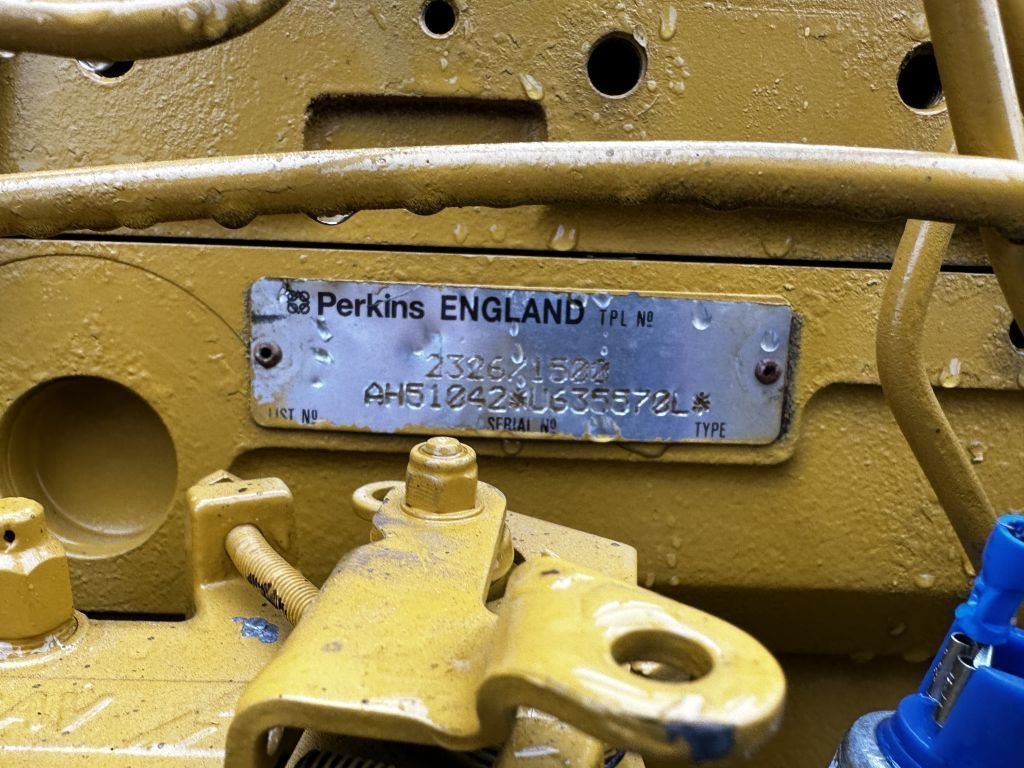 Perkins ENGLAND TPL Nº
2326/1500
AH51042*U635570L*
LIST Nº SERIAL Nº TYPE